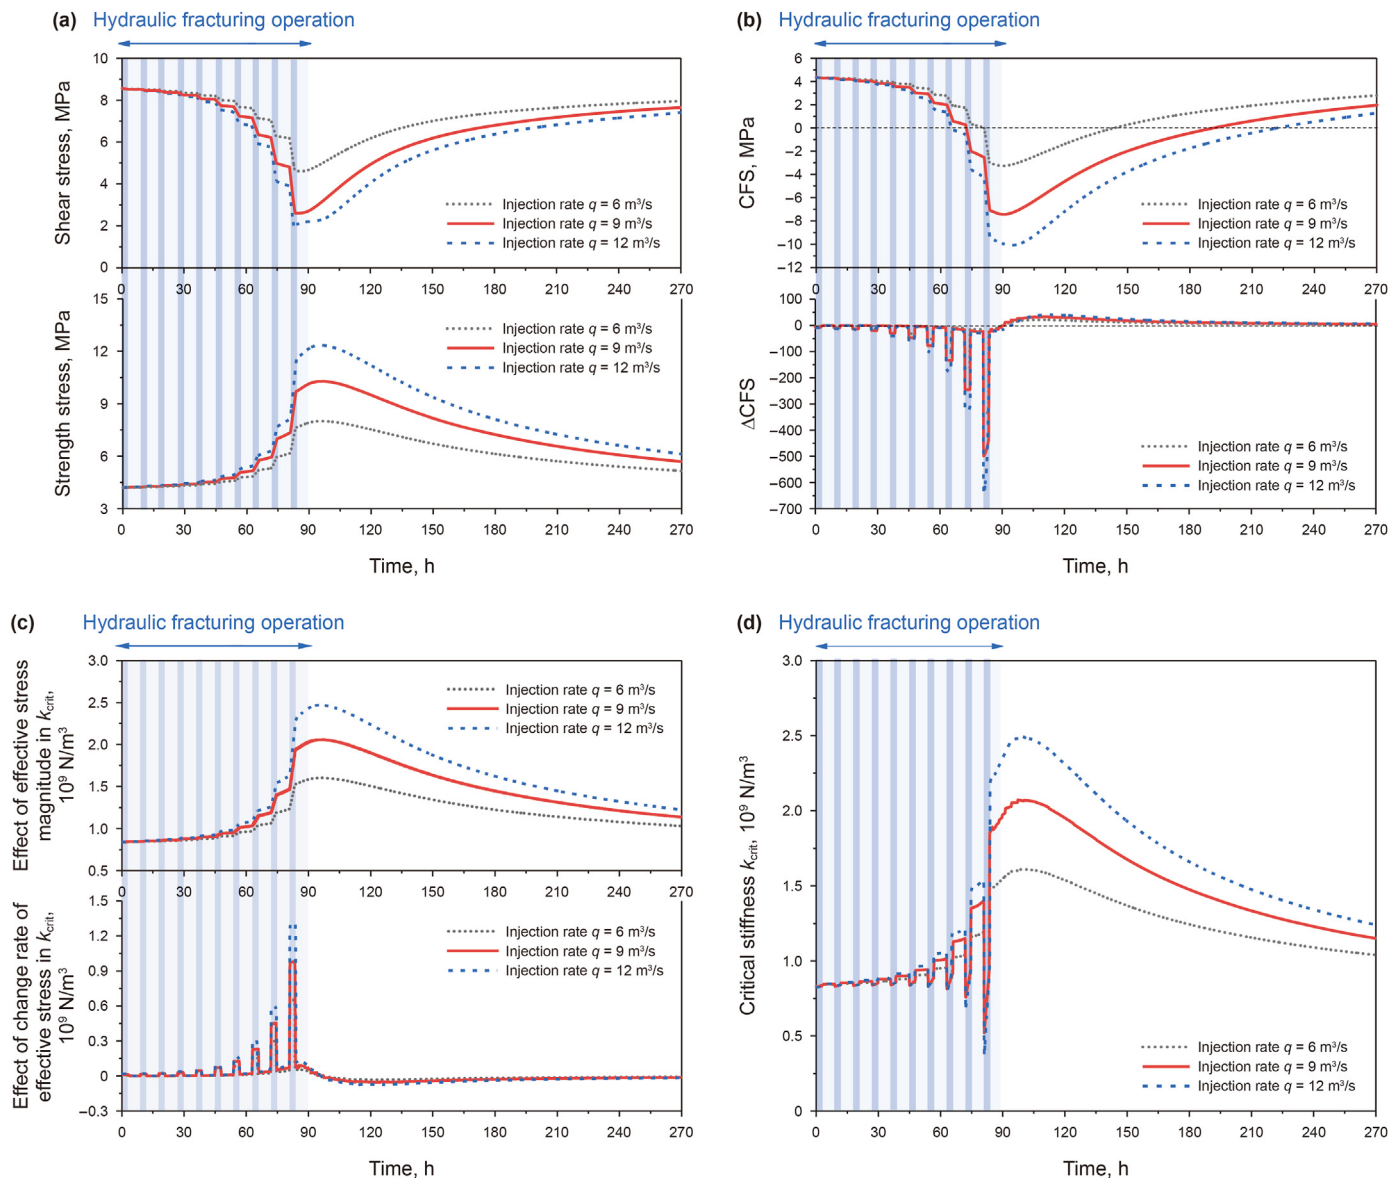 (a) Hydraulic fracturing operation
Shear stress, MPa
10
8
6
4
2
0
Injection rate q = 6 m³/s
Injection rate q = 9 m³/s
Injection rate q = 12 m³/s
0 30 60 90 120 150 180 210 240 270
Strength stress, MPa
15
12
9
6
3
Injection rate q = 6 m³/s
Injection rate q = 9 m³/s
Injection rate q = 12 m³/s
0 30 60 90 120 150 180 210 240 270
Time, h
(b) Hydraulic fracturing operation
CFS, MPa
6
4
2
0
−2
−4
−6
−8
−10
−12
Injection rate q = 6 m³/s
Injection rate q = 9 m³/s
Injection rate q = 12 m³/s
0 30 60 90 120 150 180 210 240 270
ΔCFS
100
0
−100
−200
−300
−400
−500
−600
−700
Injection rate q = 6 m³/s
Injection rate q = 9 m³/s
Injection rate q = 12 m³/s
0 30 60 90 120 150 180 210 240 270
Time, h
(c) Hydraulic fracturing operation
Effect of effective stress
magnitude in kcrit,
10⁹ N/m³
3.0
2.5
2.0
1.5
1.0
0.5
Injection rate q = 6 m³/s
Injection rate q = 9 m³/s
Injection rate q = 12 m³/s
0 30 60 90 120 150 180 210 240 270
Effect of change rate of
effective stress in kcrit,
10⁹ N/m³
1.5
1.2
0.9
0.6
0.3
0
−0.3
Injection rate q = 6 m³/s
Injection rate q = 9 m³/s
Injection rate q = 12 m³/s
0 30 60 90 120 150 180 210 240 270
Time, h
(d) Hydraulic fracturing operation
Critical stiffness kcrit, 10⁹ N/m³
3.0
2.5
2.0
1.5
1.0
0.5
0
Injection rate q = 6 m³/s
Injection rate q = 9 m³/s
Injection rate q = 12 m³/s
0 30 60 90 120 150 180 210 240 270
Time, h